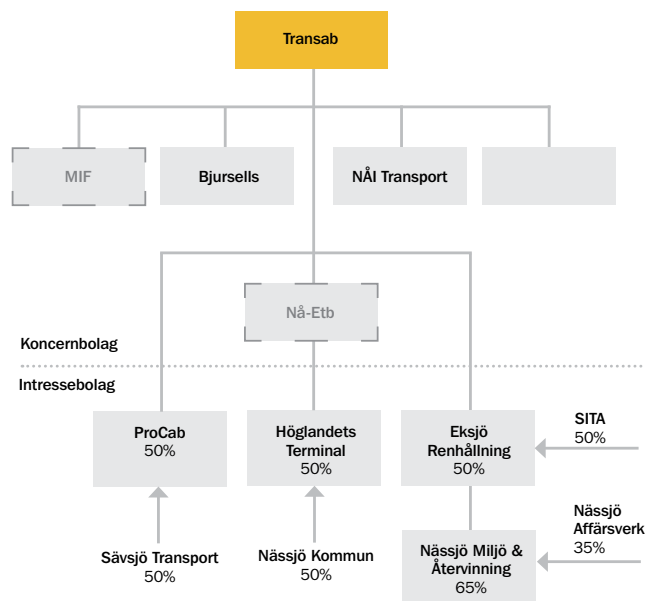 Transab
MIF
Bjursells
NÅI Transport
Nå-Etb
Koncernbolag
Intressebolag
ProCab
50%
Höglandets
Terminal
50%
Eksjö
Renhållning
50%
SITA
50%
Sävsjö Transport
50%
Nässjö Kommun
50%
Nässjö Miljö &
Återvinning
65%
Nässjö
Affärsverk
35%